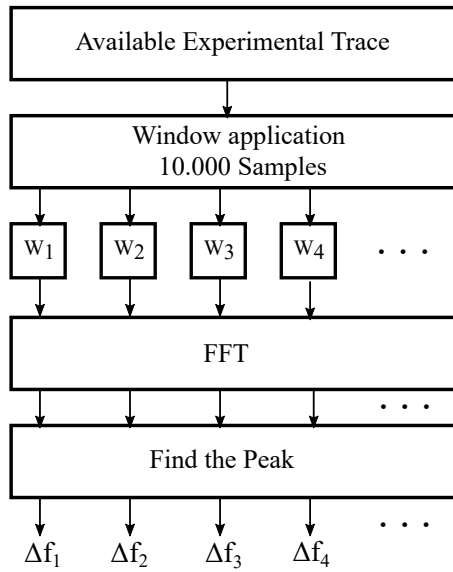 Available Experimental Trace
Window application
10.000 Samples
W₁ W₂ W₃ W₄ . . .
FFT
. . .
Find the Peak
. . .
Δf₁ Δf₂ Δf₃ Δf₄